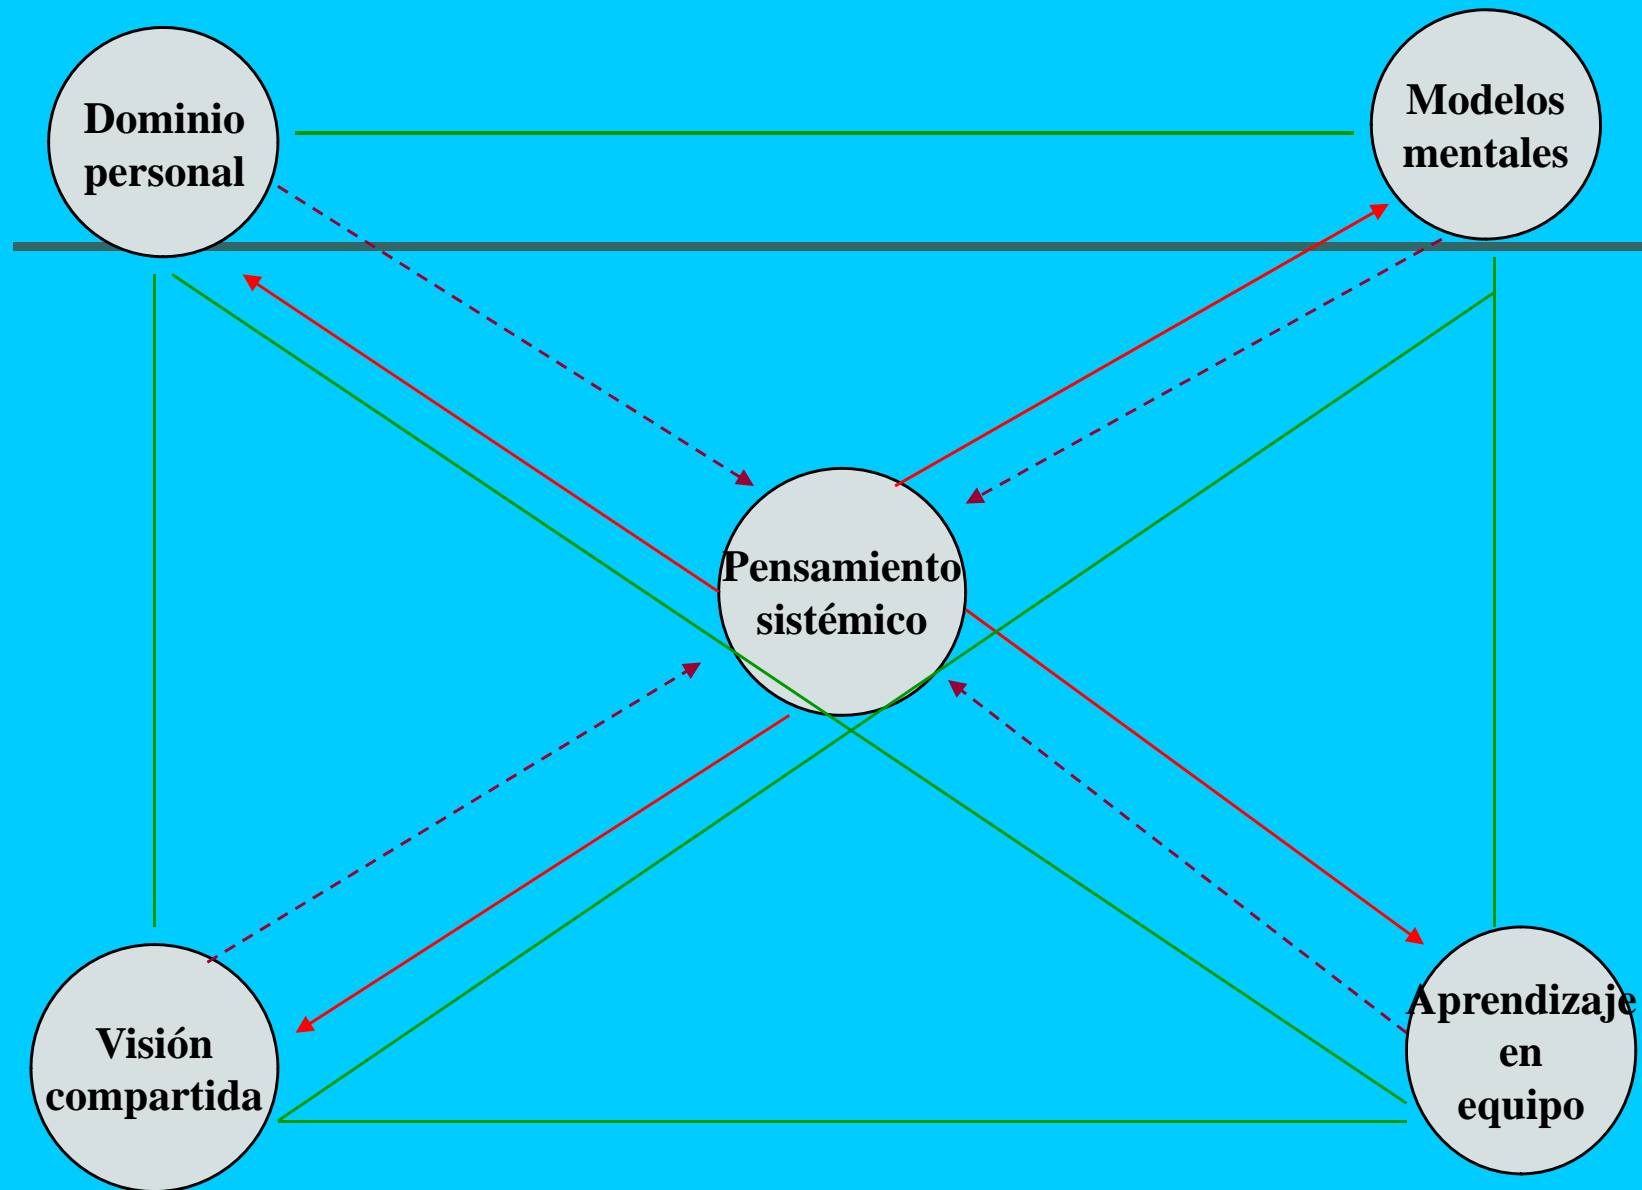 Dominio
personal
Modelos
mentales
Pensamiento
sistémico
Visión
compartida
Aprendizaje
en
equipo